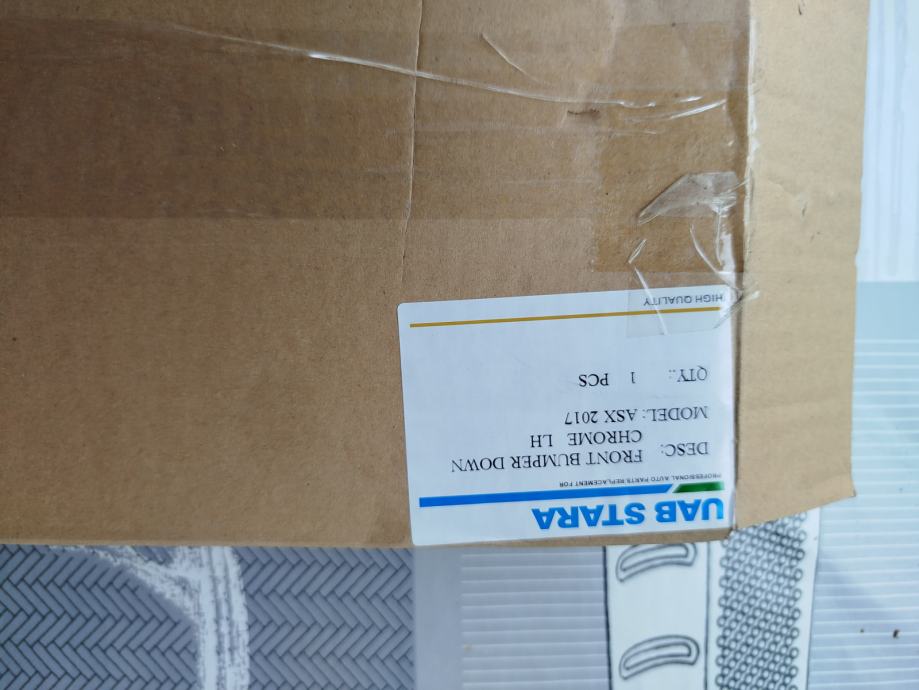 UAB STARA
PROFESSIONAL AUTO PARTS REPLACEMENT FOR
DESC: FRONT BUMPER DOWN
CHROME LH
MODEL: ASX 2017
QTY.: 1 PCS
HIGH QUALITY